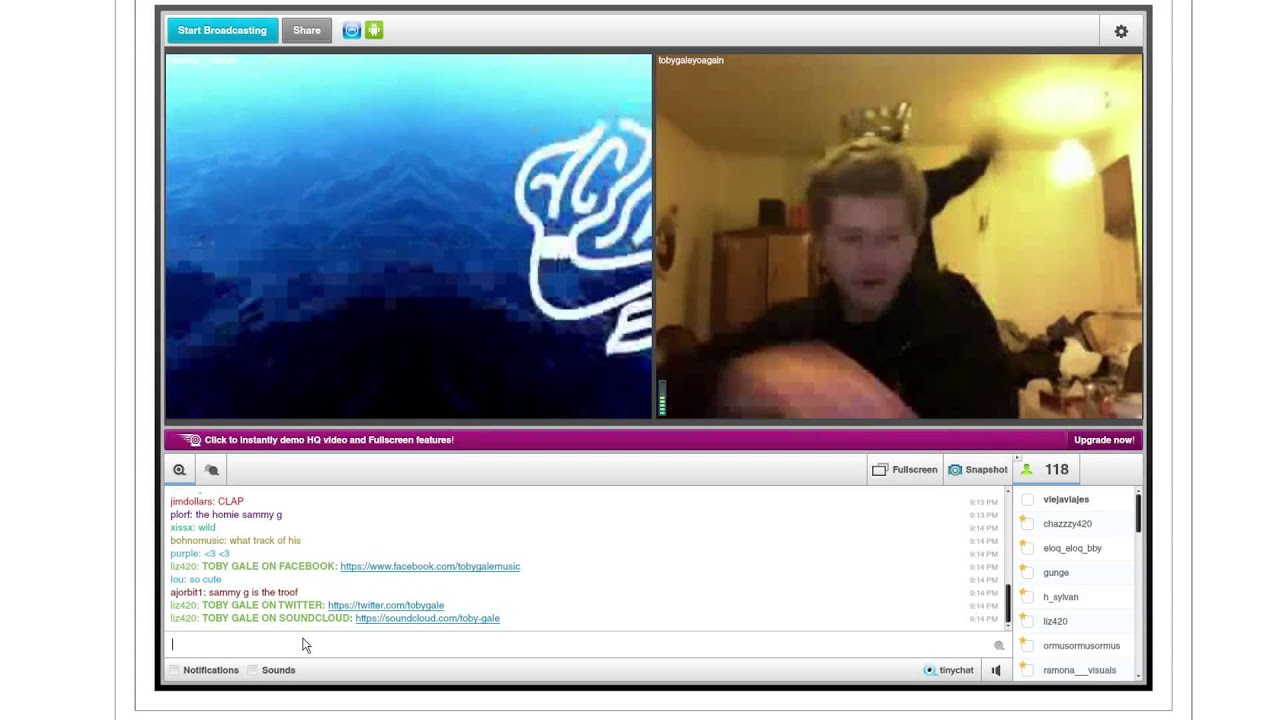 Start Broadcasting
Share
tobygaleyoagain
Click to instantly demo HQ video and Fullscreen features!
Upgrade now!
Fullscreen
Snapshot
118
jimdollars: CLAP 9:13 PM
plorf: the homie sammy g 9:13 PM
xissx: wild 9:14 PM
bohnomusic: what track of his 9:14 PM
purple: <3 <3 9:14 PM
liz420: TOBY GALE ON FACEBOOK: https://www.facebook.com/tobygalemusic 9:14 PM
lou: so cute 9:14 PM
ajorbit1: sammy g is the troof 9:14 PM
liz420: TOBY GALE ON TWITTER: https://twitter.com/tobygale 9:14 PM
liz420: TOBY GALE ON SOUNDCLOUD: https://soundcloud.com/toby-gale 9:14 PM
viejaviajes
chazzzy420
eloq_eloq_bby
gunge
h_sylvan
liz420
ormusormusormus
ramona___visuals
Notifications
Sounds
tinychat